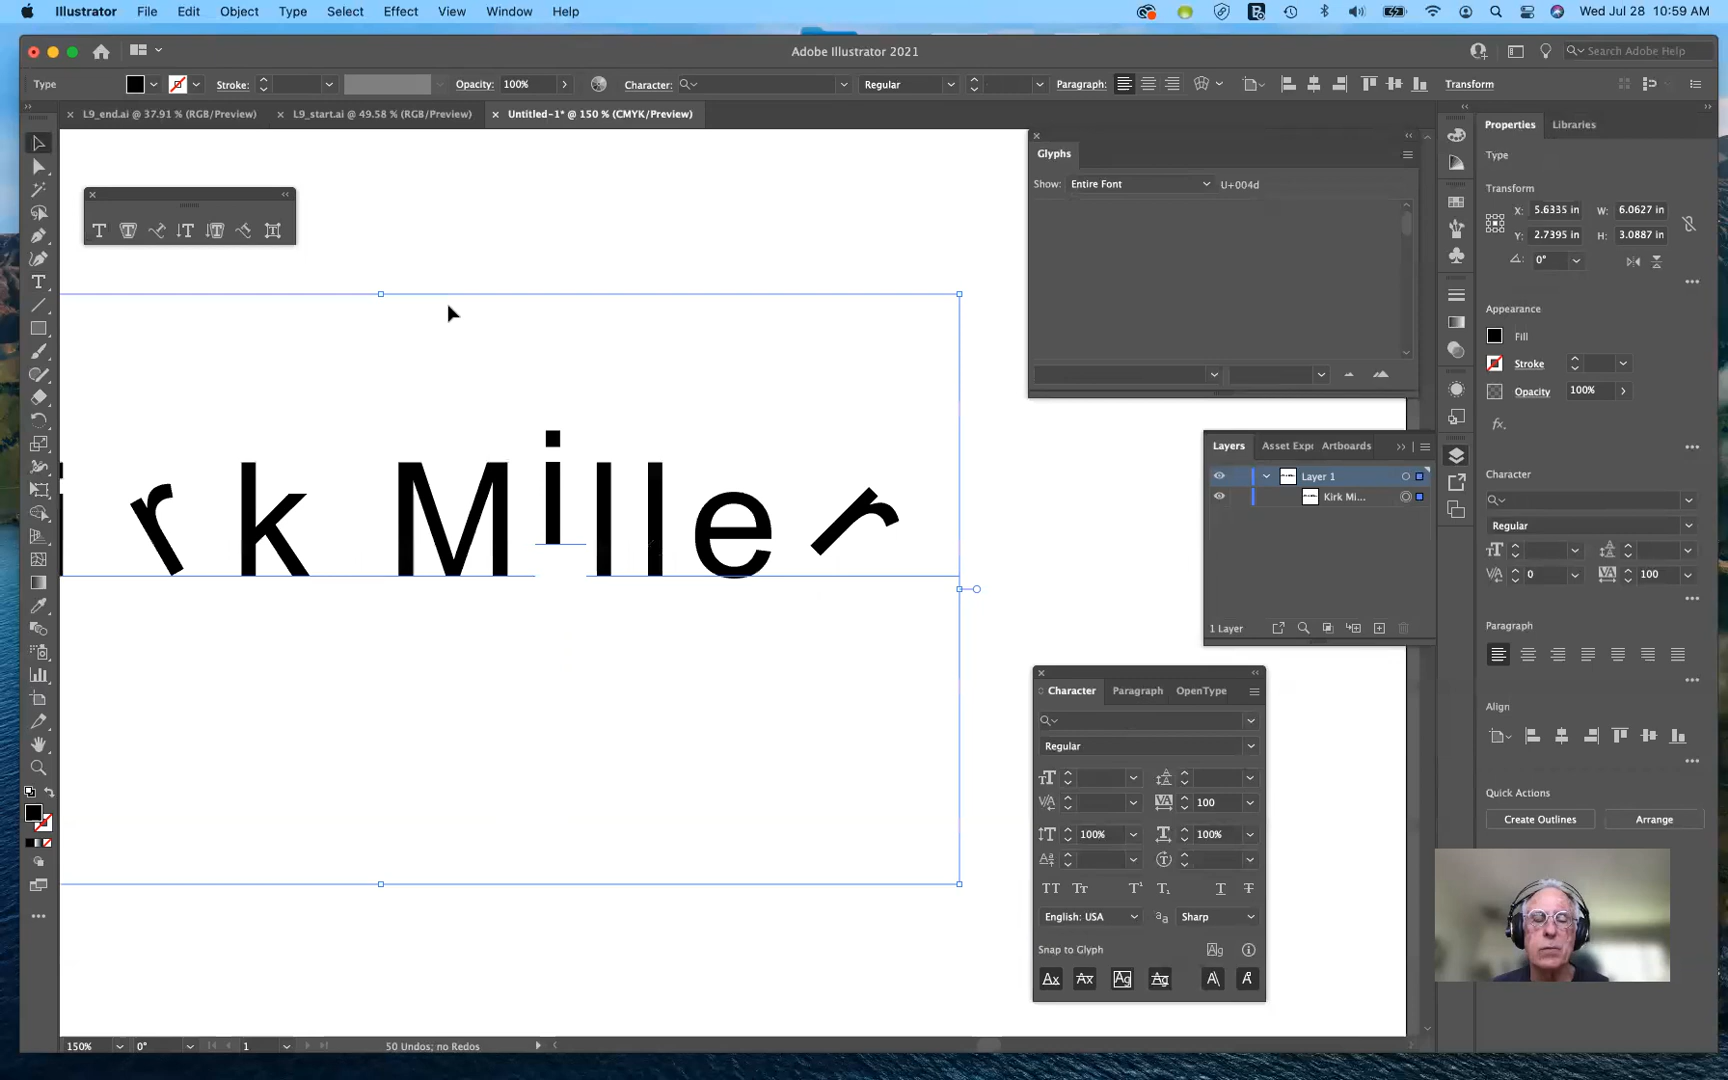 Illustrator File Edit Object Type Select Effect View Window Help Wed Jul 28 10:59 AM
Adobe Illustrator 2021 Search Adobe Help
Type Stroke: Opacity: 100% Character: Regular Paragraph: Transform
L9_end.ai @ 37.91 % (RGB/Preview) L9_start.ai @ 49.58 % (RGB/Preview) Untitled-1* @ 150 % (CMYK/Preview)
Glyphs
Show: Entire Font U+004d
Properties Libraries
Type
Transform
X: 5.6335 in W: 6.0627 in
Y: 2.7395 in H: 3.0887 in
0°
Appearance
Fill
Stroke
Opacity 100%
Character
Regular
0 100
Paragraph
Align
Quick Actions
Create Outlines Arrange
irk Miller
Layers Asset Expo Artboards
Layer 1
Kirk Mi...
1 Layer
Character Paragraph OpenType
Regular
100
100% 100%
English: USA Sharp
Snap to Glyph
150% 0° 1 50 Undos; no Redos